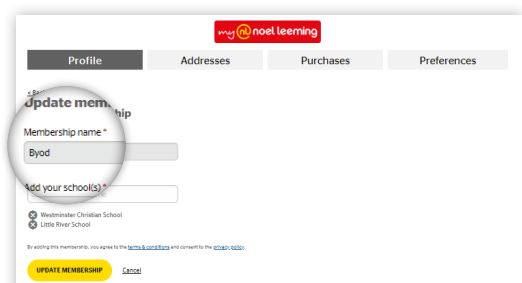 my nl noel leeming
Profile Addresses Purchases Preferences
Update membership
Membership name *
Byod
Add your school(s) *
Westminster Christian School
Little River School
By adding this membership, you agree to the terms & conditions and consent to the privacy policy.
UPDATE MEMBERSHIP Cancel